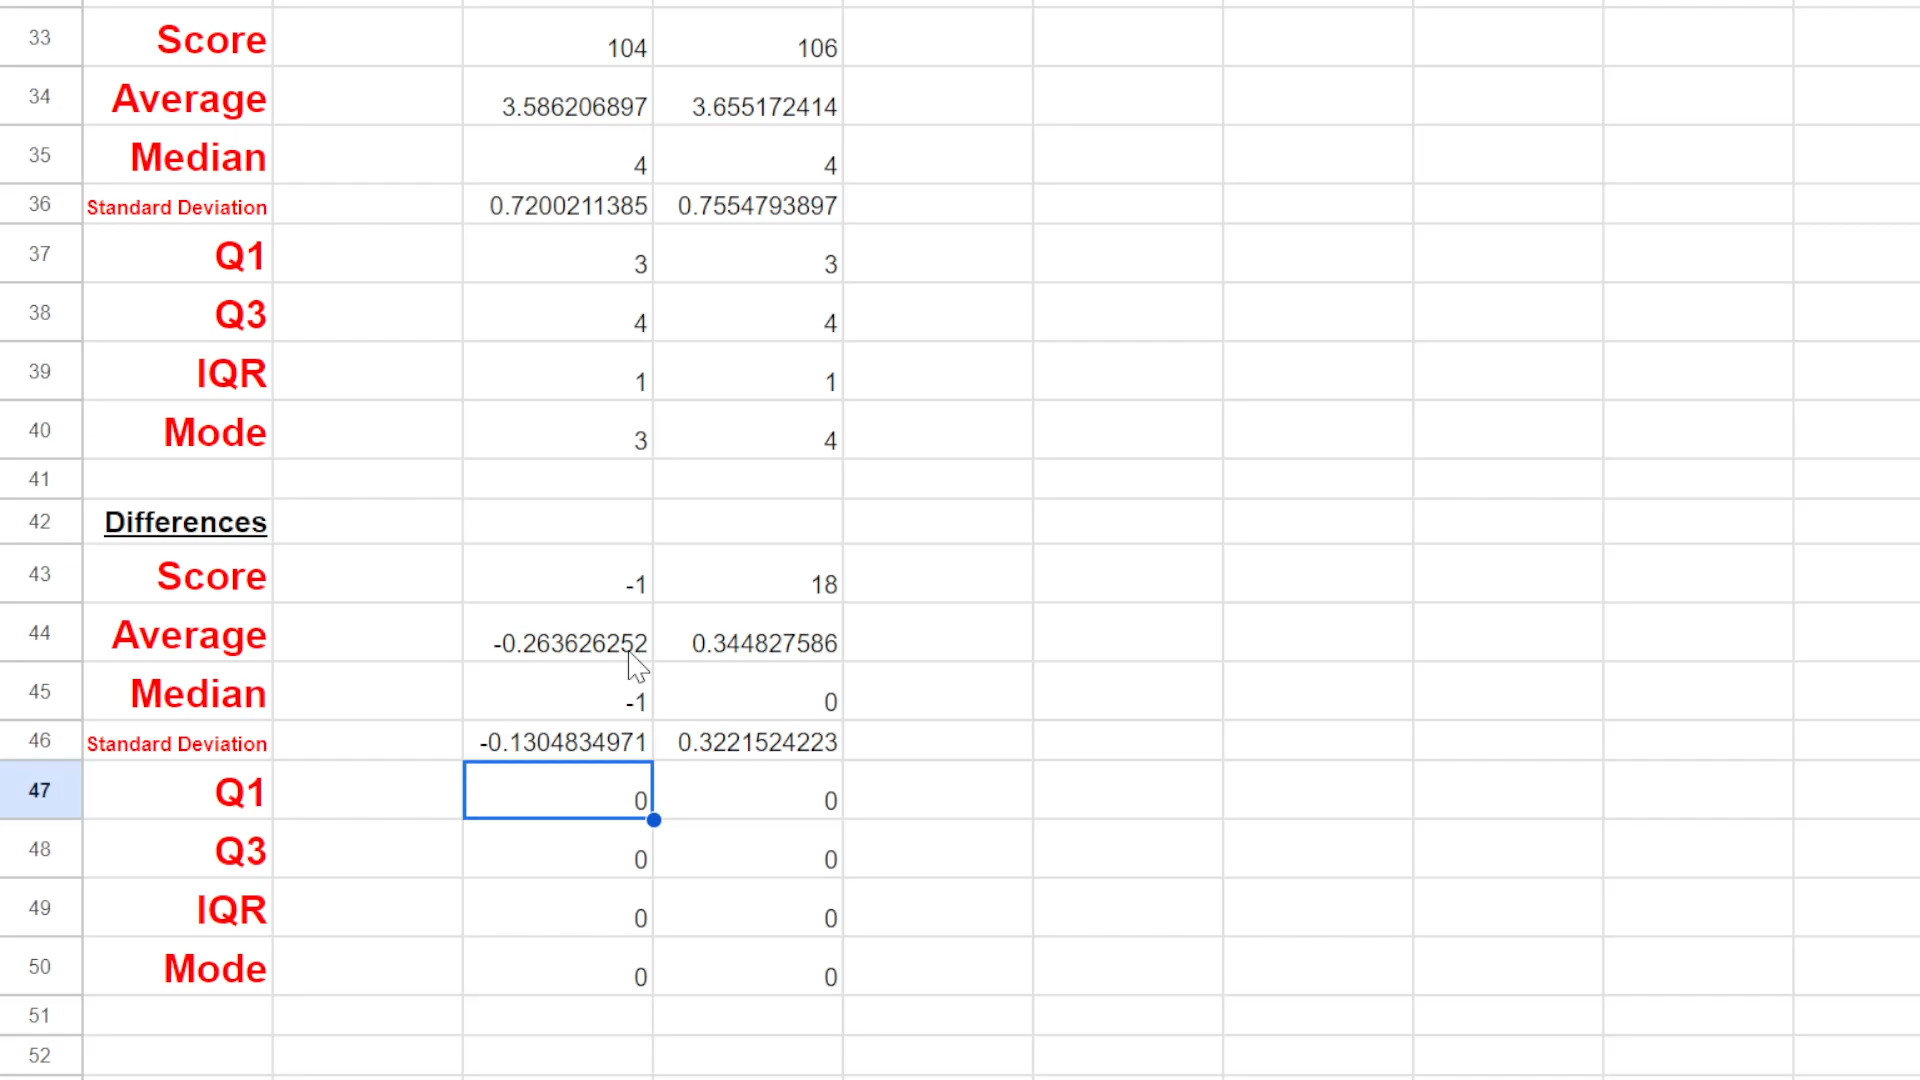 33 Score 104 106
34 Average 3.586206897 3.655172414
35 Median 4 4
36 Standard Deviation 0.7200211385 0.7554793897
37 Q1 3 3
38 Q3 4 4
39 IQR 1 1
40 Mode 3 4
41
42 Differences
43 Score -1 18
44 Average -0.263626252 0.344827586
45 Median -1 0
46 Standard Deviation -0.1304834971 0.3221524223
47 Q1 0 0
48 Q3 0 0
49 IQR 0 0
50 Mode 0 0
51
52